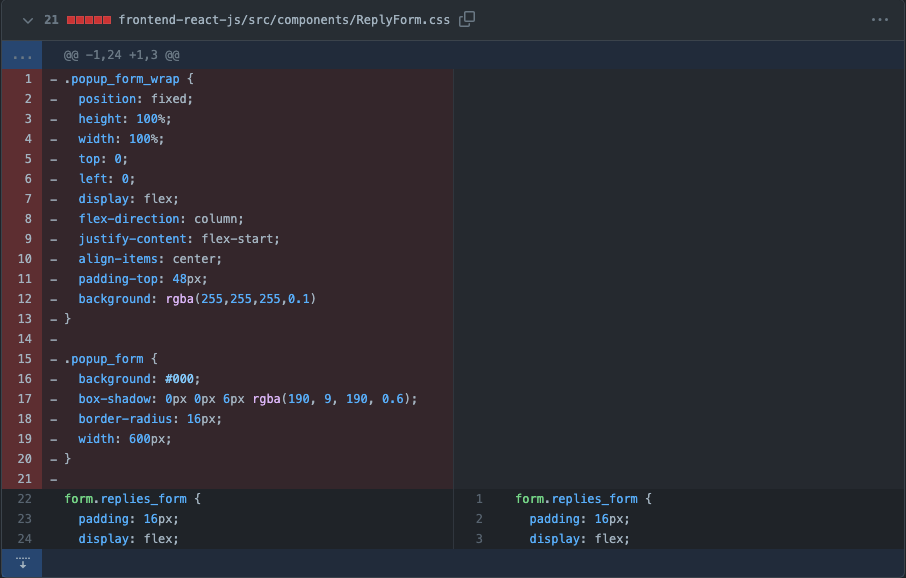 21 frontend-react-js/src/components/ReplyForm.css
... @@ -1,24 +1,3 @@
1 - .popup_form_wrap {
2 - position: fixed;
3 - height: 100%;
4 - width: 100%;
5 - top: 0;
6 - left: 0;
7 - display: flex;
8 - flex-direction: column;
9 - justify-content: flex-start;
10 - align-items: center;
11 - padding-top: 48px;
12 - background: rgba(255,255,255,0.1)
13 - }
14 -
15 - .popup_form {
16 - background: #000;
17 - box-shadow: 0px 0px 6px rgba(190, 9, 190, 0.6);
18 - border-radius: 16px;
19 - width: 600px;
20 - }
21 -
22 form.replies_form { 1 form.replies_form {
23 padding: 16px; 2 padding: 16px;
24 display: flex; 3 display: flex;